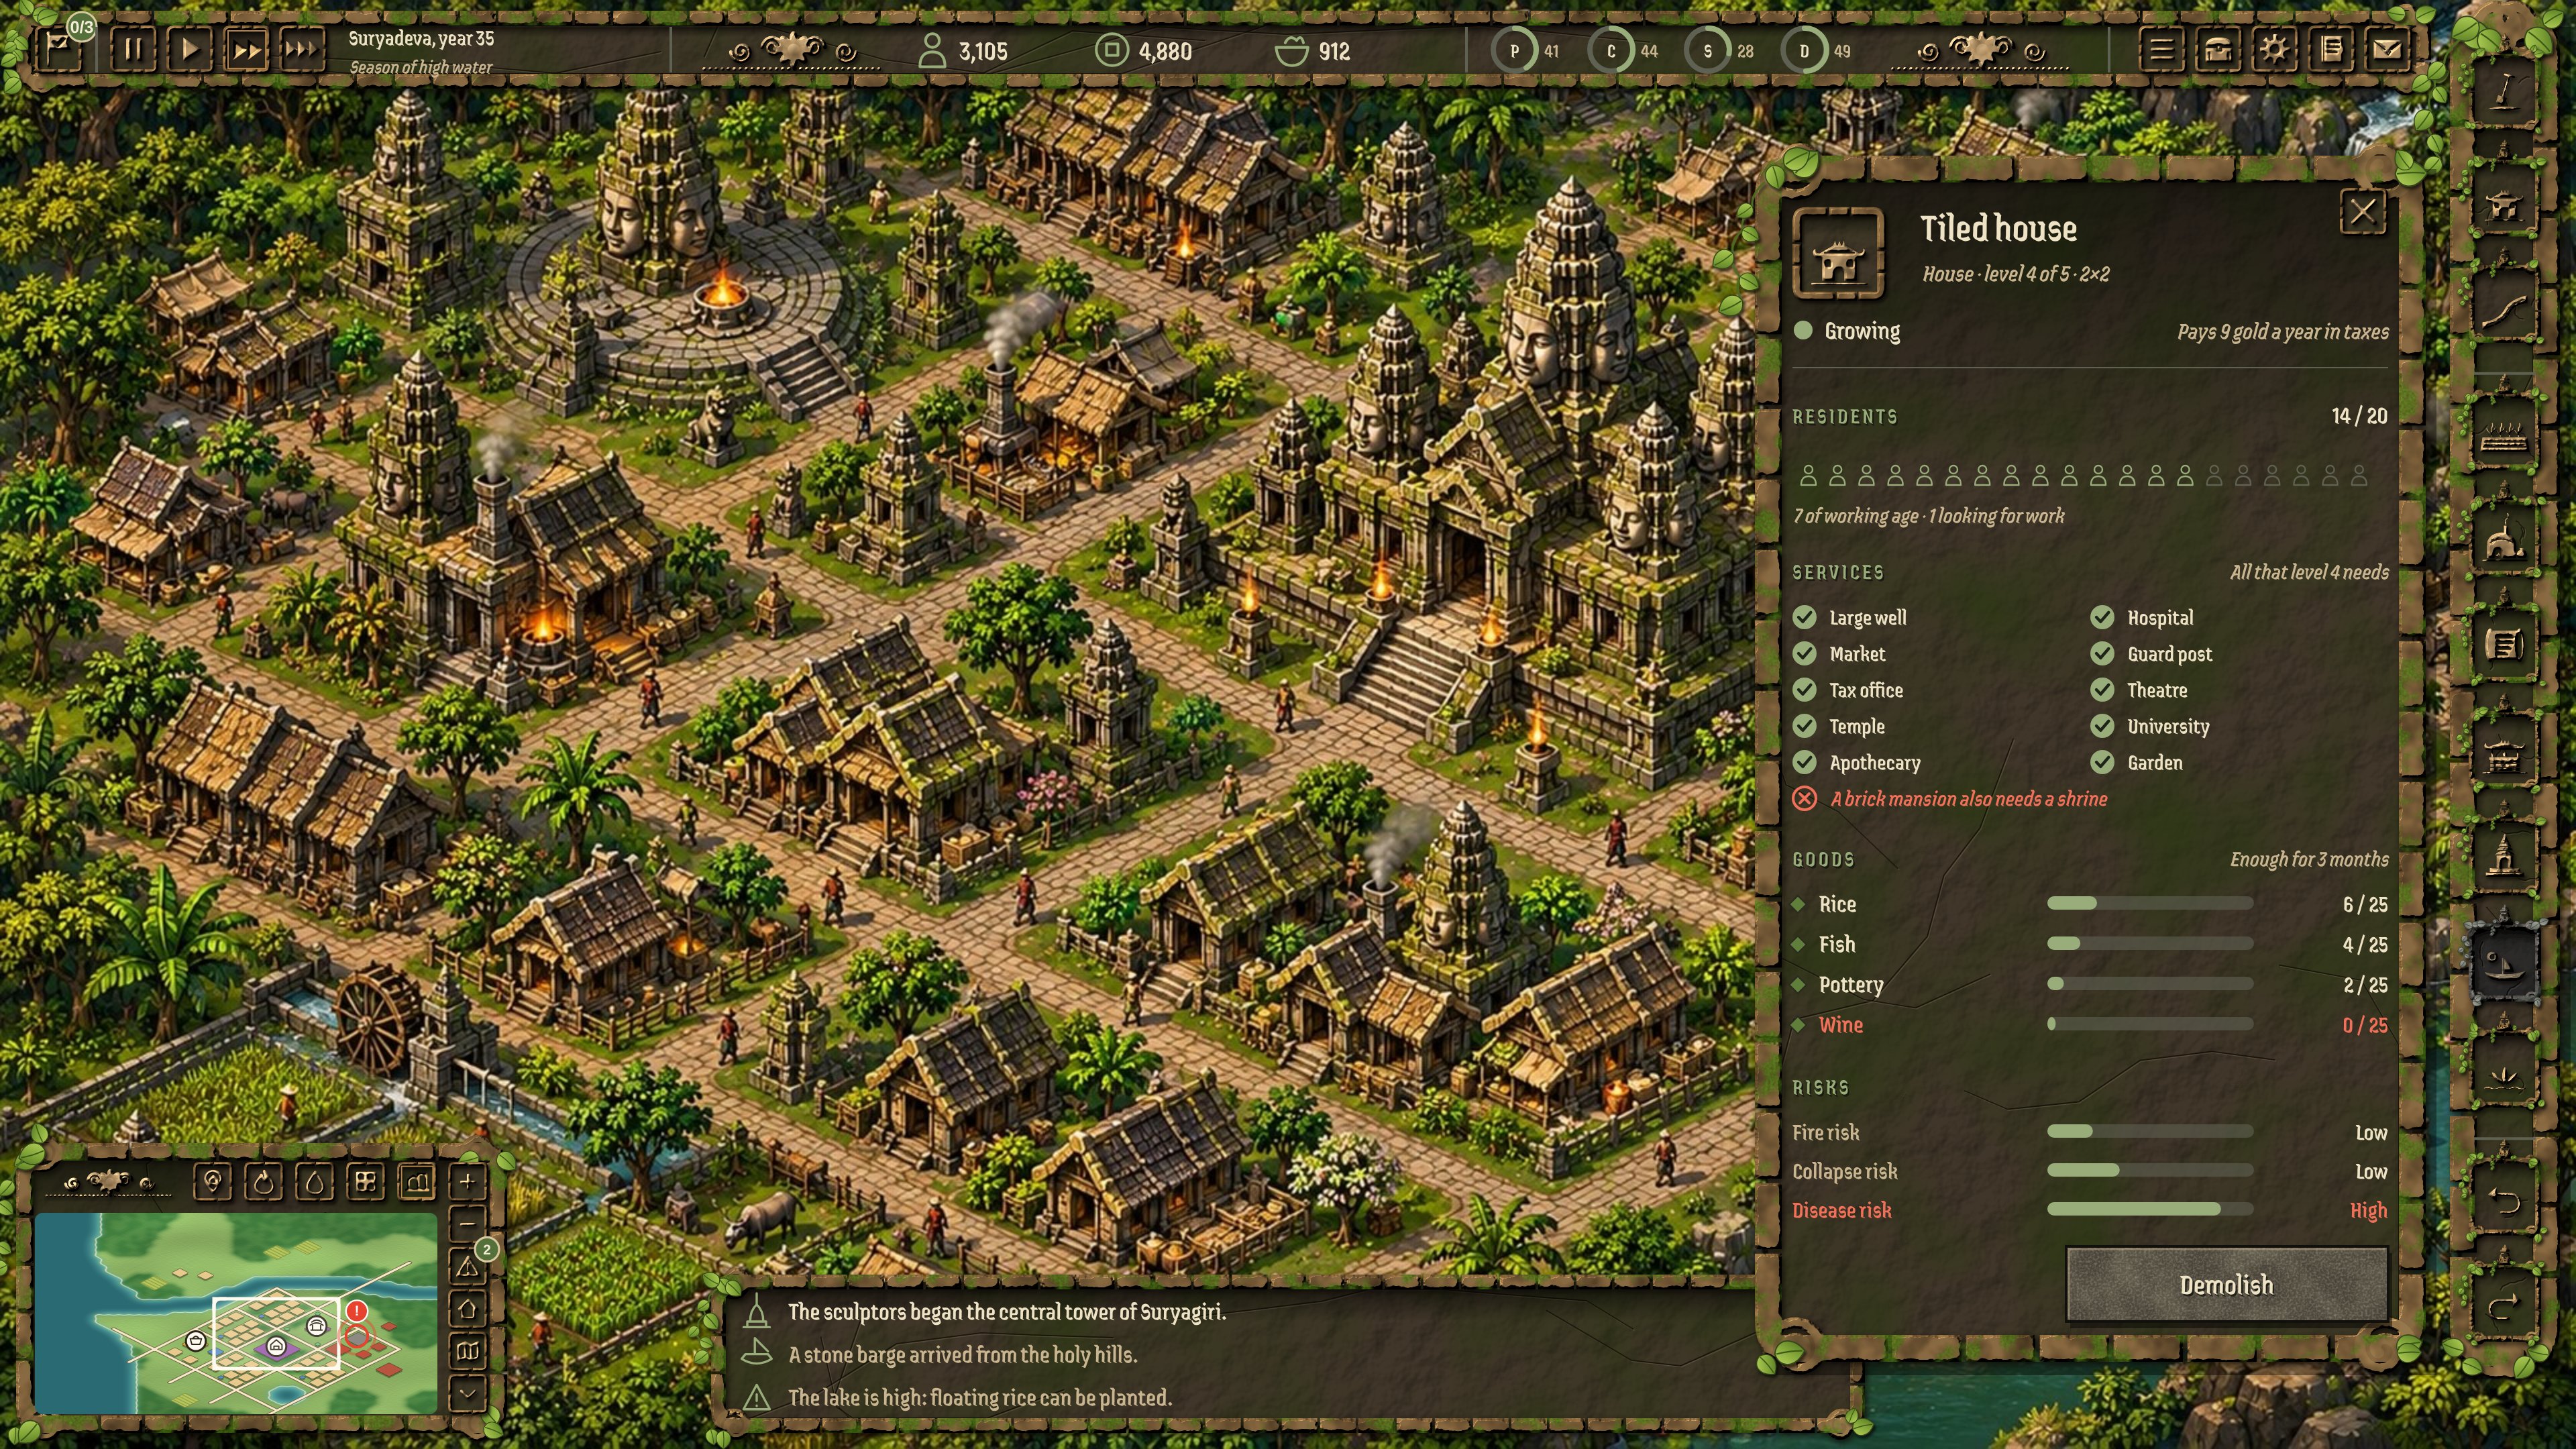 0/3
Suryadeva, year 35
Season of high water
3,105
4,880
912
P 41
C 44
S 28
D 49
Tiled house
House · level 4 of 5 · 2×2
Growing
Pays 9 gold a year in taxes
RESIDENTS
14 / 20
7 of working age · 1 looking for work
SERVICES
All that level 4 needs
Large well
Hospital
Market
Guard post
Tax office
Theatre
Temple
University
Apothecary
Garden
A brick mansion also needs a shrine
GOODS
Enough for 3 months
Rice
6 / 25
Fish
4 / 25
Pottery
2 / 25
Wine
0 / 25
RISKS
Fire risk
Low
Collapse risk
Low
Disease risk
High
Demolish
2
!
The sculptors began the central tower of Suryagiri.
A stone barge arrived from the holy hills.
The lake is high: floating rice can be planted.